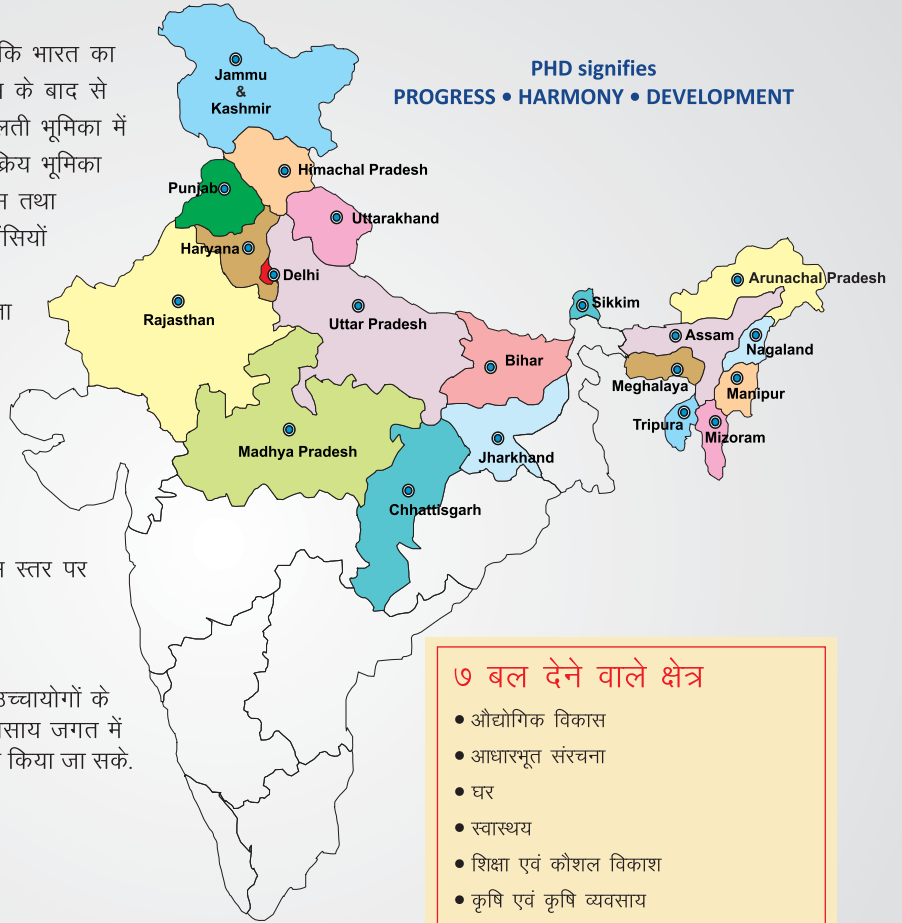 कि भारत का
के बाद से
भूमिका में
भूमिका
तथा
PHD signifies
PROGRESS • HARMONY • DEVELOPMENT
Jammu
&
Kashmir
Himachal Pradesh
Punjab
Uttarakhand
Haryana
Delhi
Rajasthan
Uttar Pradesh
Bihar
Sikkim
Arunachal Pradesh
Assam
Nagaland
Meghalaya
Manipur
Tripura
Mizoram
Madhya Pradesh
Jharkhand
Chhattisgarh
स्तर पर
उच्चायोगों के
जगत में
किया जा सके.
७ बल देने वाले क्षेत्र
• औद्योगिक विकास
• आधारभूत संरचना
• घर
• स्वास्थय
• शिक्षा एवं कौशल विकाश
• कृषि एवं कृषि व्यवसाय